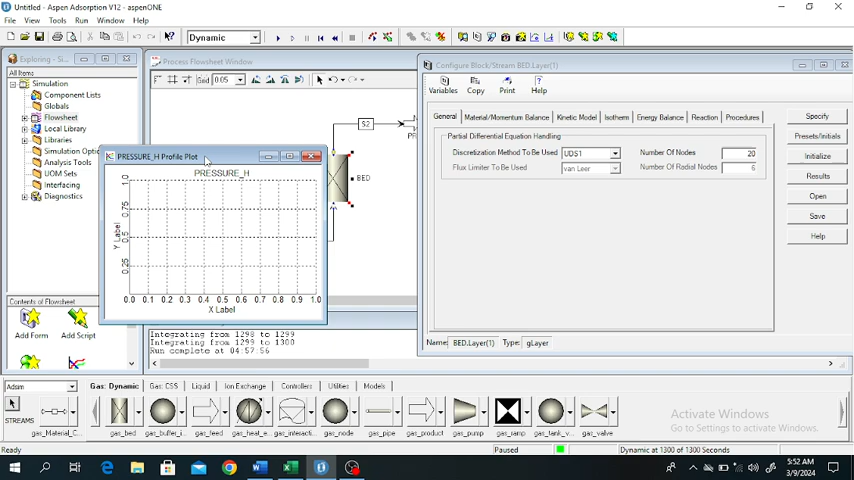 Untitled - Aspen Adsorption V12 - aspenONE
File View Tools Run Window Help
Dynamic
Exploring - Si...
All Items
Simulation
Component Lists
Globals
Flowsheet
Local Library
Libraries
Simulation Optic
Analysis Tools
UOM Sets
Interfacing
Diagnostics
Contents of Flowsheet
Add Form Add Script
Process Flowsheet Window
Grid 0.05
S2
BED
PRESSURE_H Profile Plot
PRESSURE_H
Y Label
1.0
0.75
0.5
0.25
0.0 0.1 0.2 0.3 0.4 0.5 0.6 0.7 0.8 0.9 1.0
X Label
Integrating from 1298 to 1299
Integrating from 1299 to 1300
Run complete at 04:57:56
Configure Block/Stream BED.Layer(1)
Variables Copy Print Help
General Material/Momentum Balance Kinetic Model Isotherm Energy Balance Reaction Procedures
Partial Differential Equation Handling
Discretization Method To Be Used UDS1 Number Of Nodes 20
Flux Limiter To Be Used van Leer Number Of Radial Nodes 6
Specify
Presets/Initials
Initialize
Results
Open
Save
Help
Name: BED.Layer(1) Type: gLayer
Adsim Gas: Dynamic Gas: CSS Liquid Ion Exchange Controllers Utilities Models
STREAMS
gas_Material_C... gas_bed gas_buffer_i... gas_feed gas_heat_e... gas_interacti... gas_node gas_pipe gas_product gas_pump gas_ramp gas_tank_v... gas_valve
Activate Windows
Go to Settings to activate Windows.
Ready Paused Dynamic at 1300 of 1300 Seconds
5:52 AM
3/9/2024